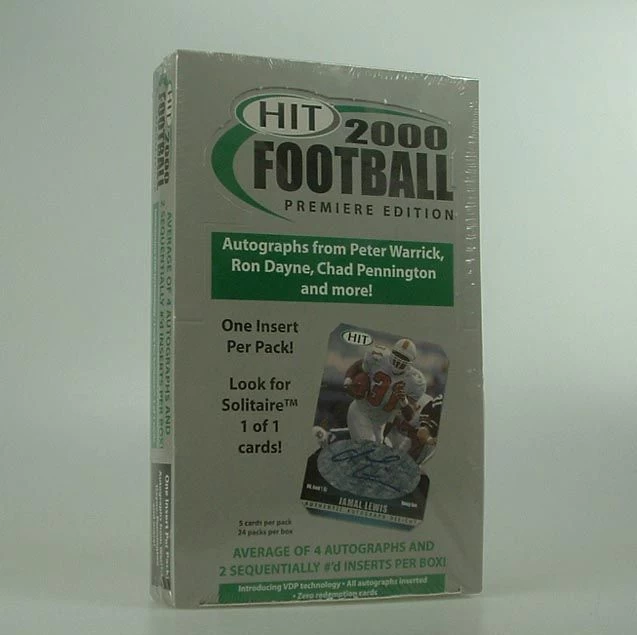 HIT
2000
FOOTBALL
PREMIERE EDITION
Autographs from Peter Warrick,
Ron Dayne, Chad Pennington
and more!
One Insert
Per Pack!
Look for
Solitaire™
1 of 1
cards!
HIT
JAMAL LEWIS
5 cards per pack
24 packs per box
AVERAGE OF 4 AUTOGRAPHS AND
2 SEQUENTIALLY #'d INSERTS PER BOX!
Introducing VDP technology • All autographs inserted
• Zero redemption cards
HIT 2000
FOOTBALL
AVERAGE OF 4 AUTOGRAPHS AND
2 SEQUENTIALLY #'d INSERTS PER BOX!
One Insert Per Pack!